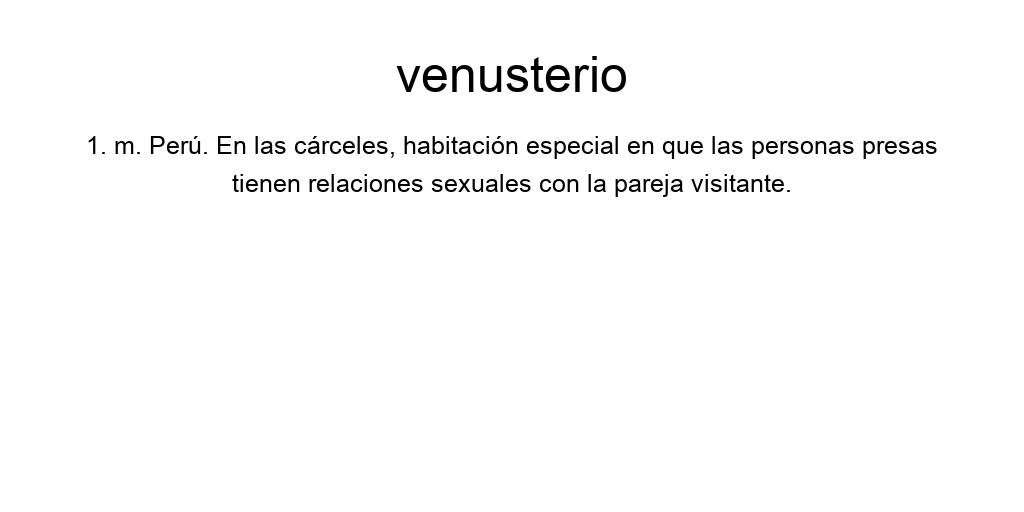 venusterio
1. m. Perú. En las cárceles, habitación especial en que las personas presas
tienen relaciones sexuales con la pareja visitante.